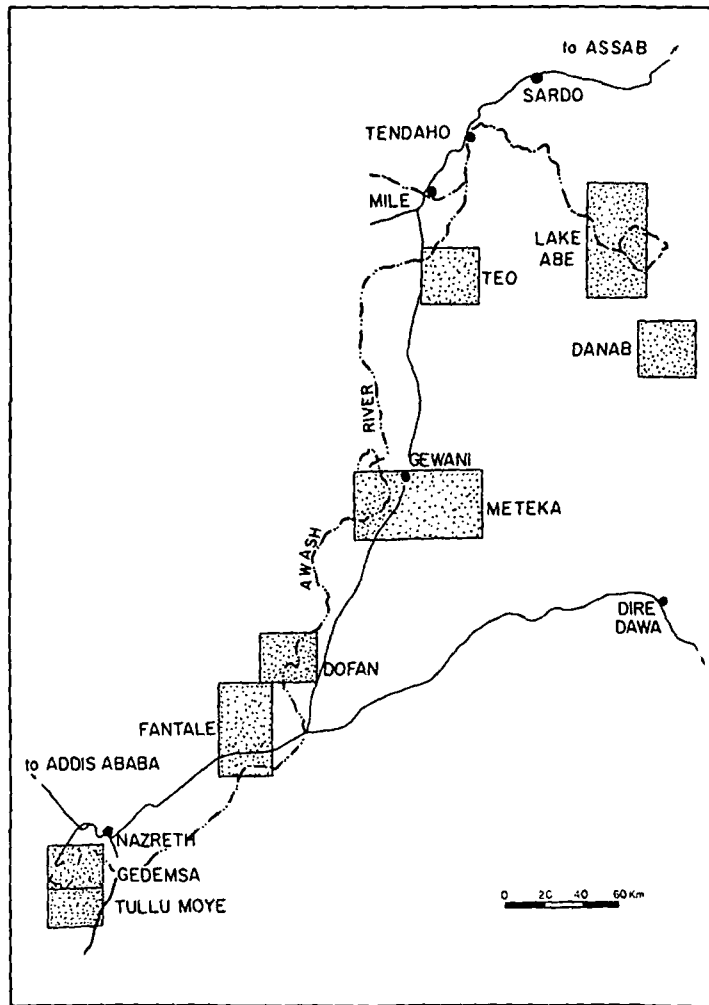 to ASSAB
SARDO
TENDAHO
MILE
LAKE
ABE
TEO
DANAB
RIVER
GEWANI
METEKA
AWASH
DIRE
DAWA
DOFAN
FANTALE
to ADDIS ABABA
NAZRETH
GEDEMSA
TULLU MOYE
0 20 40 60 Km